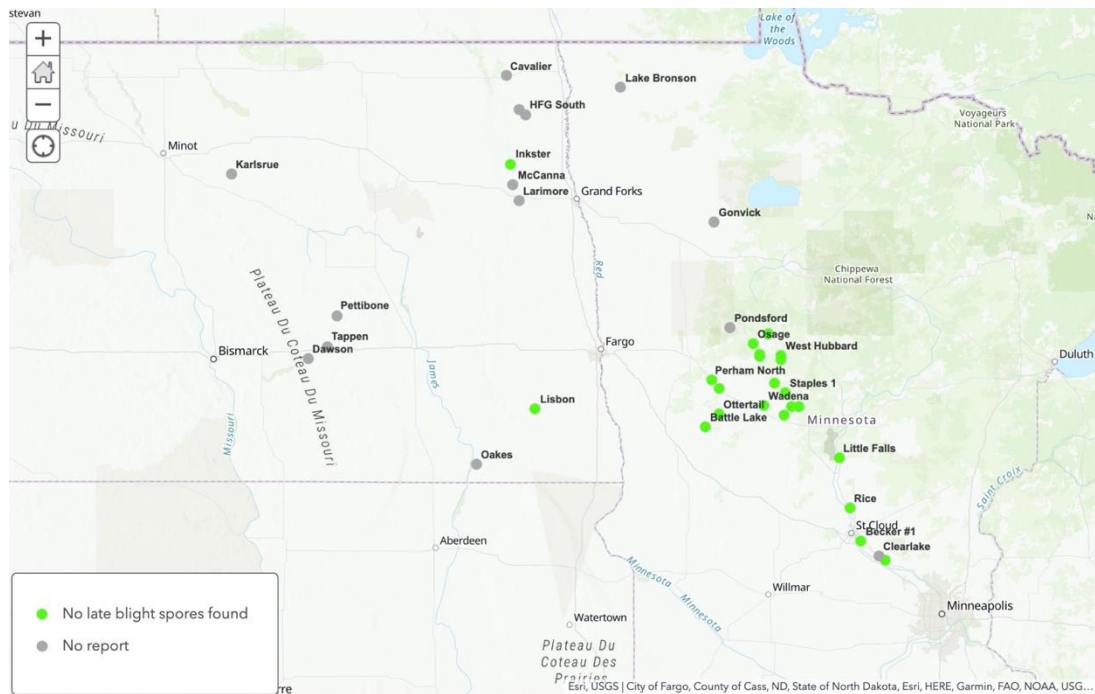 stevan
Lake of
the
Woods
Cavalier
Lake Bronson
HFG South
Voyageurs
National Park
u Du Missouri
Minot
Karlsrue
Inkster
McCanna
Larimore
Grand Forks
Gonvick
Red
Chippewa
National Forest
Plateau Du Coteau Du Missouri
Pettibone
Tappen
Dawson
Bismarck
James
Missouri
Fargo
Pondsford
Osage
West Hubbard
Duluth
Perham North
Staples 1
Ottertail
Wadena
Battle Lake
Minnesota
Lisbon
Oakes
Little Falls
Saint Croix
Rice
St Cloud
Becker #1
Clearlake
Aberdeen
Willmar
Minnesota
Minnesota
Minneapolis
Watertown
Plateau Du
Coteau Des
Prairies
No late blight spores found
No report
rre
Esri, USGS | City of Fargo, County of Cass, ND, State of North Dakota, Esri, HERE, Garmin, FAO, NOAA, USG...